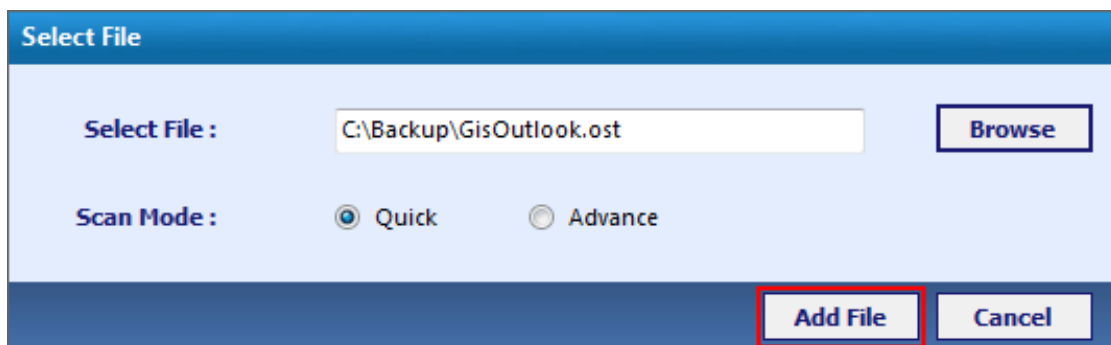 Select File
Select File : C:\Backup\GisOutlook.ost Browse
Scan Mode : Quick Advance
Add File Cancel